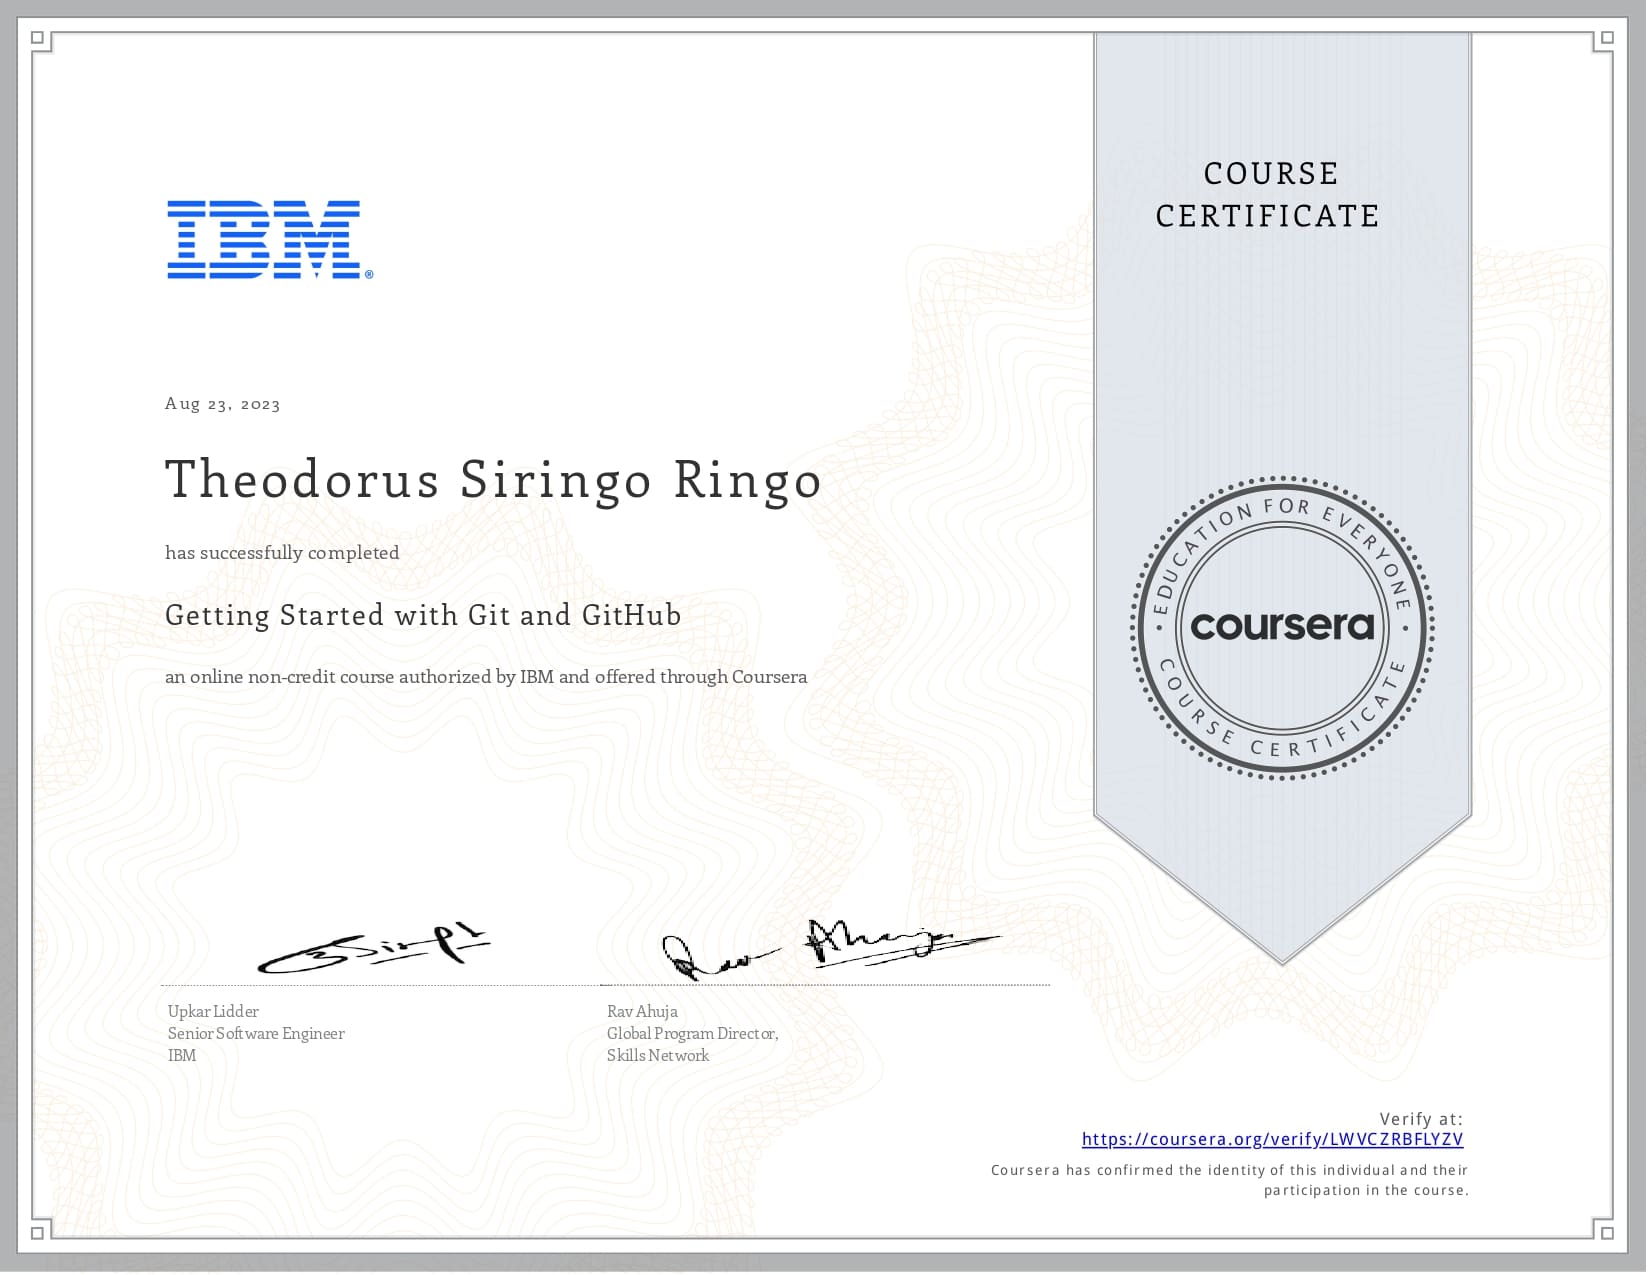 COURSE
CERTIFICATE
IBM®
Aug 23, 2023
Theodorus Siringo Ringo
has successfully completed
Getting Started with Git and GitHub
an online non-credit course authorized by IBM and offered through Coursera
EDUCATION FOR EVERYONE
coursera
COURSE CERTIFICATE
Upkar Lidder
Senior Software Engineer
IBM
Rav Ahuja
Global Program Director,
Skills Network
Verify at:
https://coursera.org/verify/LWVCZRBFLYZV
Coursera has confirmed the identity of this individual and their
participation in the course.